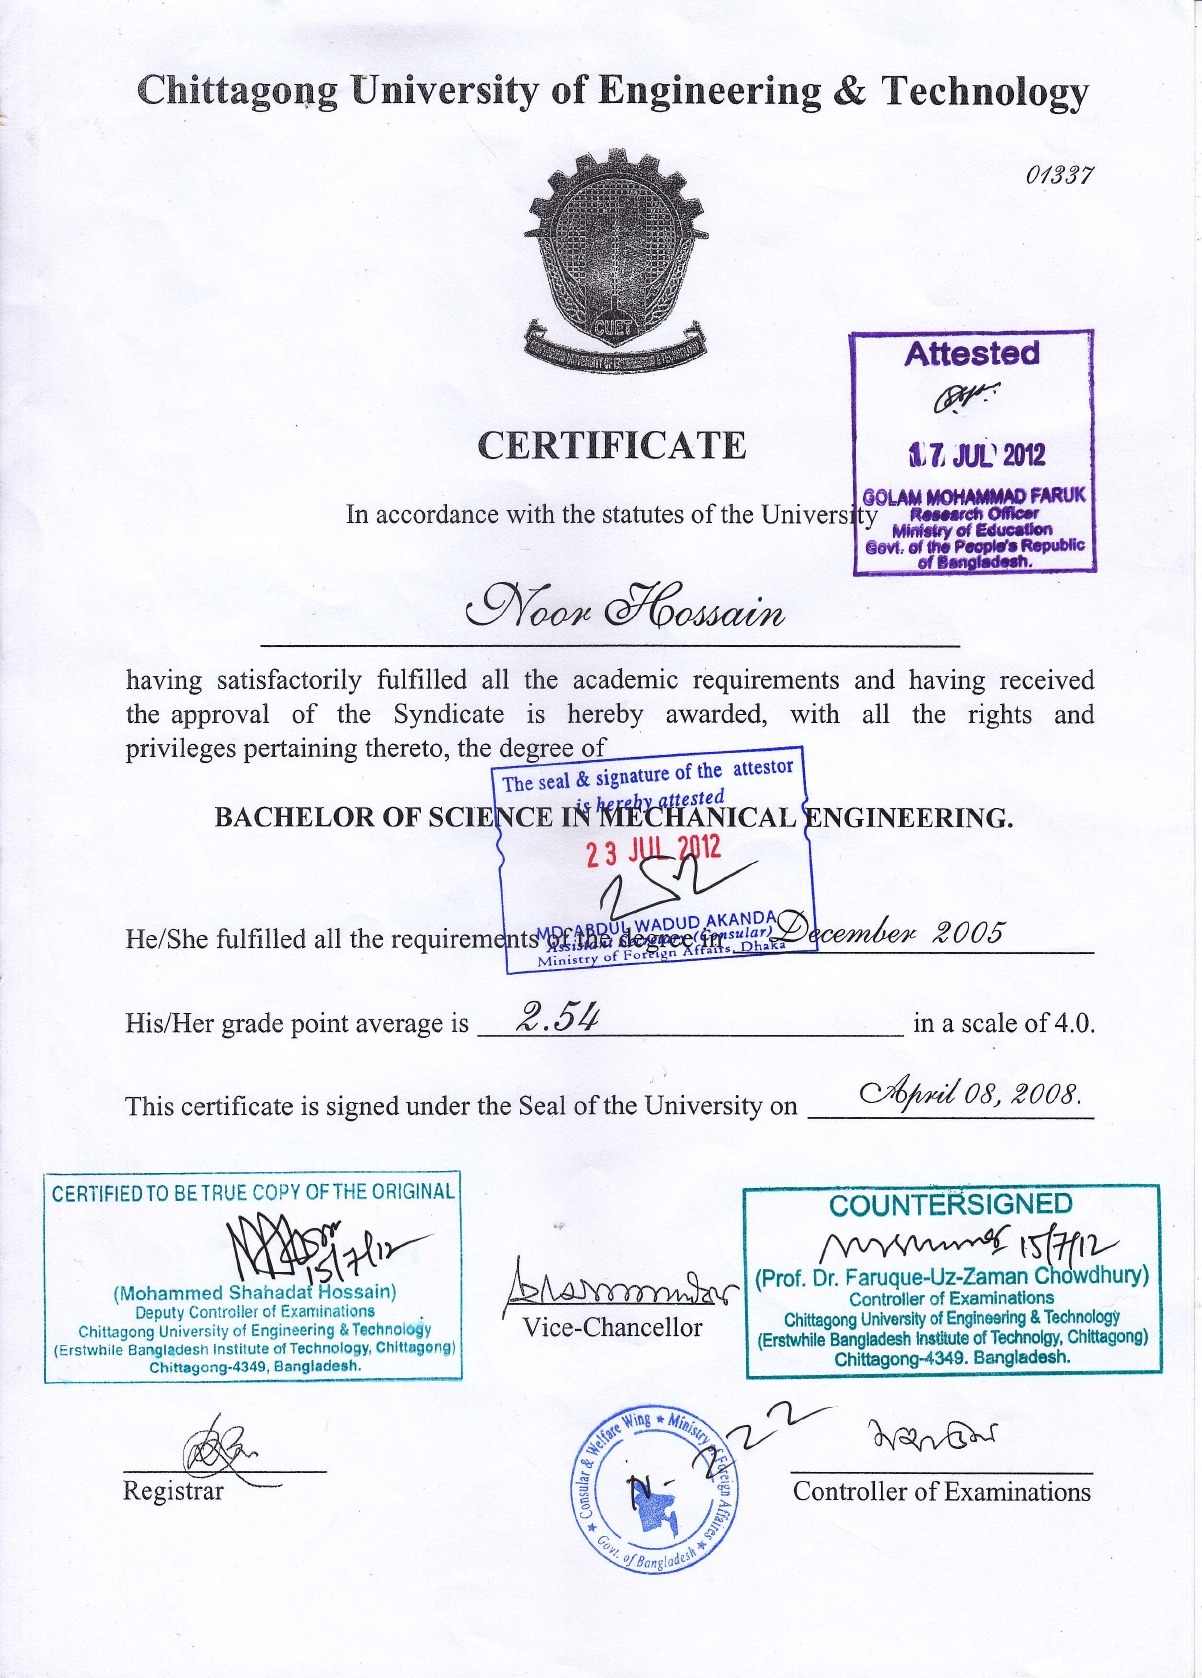 Chittagong University of Engineering & Technology
01337
CUET
Attested
17 JUL 2012
GOLAM MOHAMMAD FARUK
Research Officer
Ministry of Education
Govt. of the People's Republic
of Bangladesh.
CERTIFICATE
In accordance with the statutes of the University
Noor Hossain
having satisfactorily fulfilled all the academic requirements and having received
the approval of the Syndicate is hereby awarded, with all the rights and
privileges pertaining thereto, the degree of
The seal & signature of the attestor
is hereby attested
BACHELOR OF SCIENCE IN MECHANICAL ENGINEERING.
23 JUL 2012
MD. ABDUL WADUD AKANDA
Assistant Secretary (Consular)
Ministry of Foreign Affairs, Dhaka
He/She fulfilled all the requirements of the degree in December 2005
His/Her grade point average is 2.54 in a scale of 4.0.
This certificate is signed under the Seal of the University on April 08, 2008.
CERTIFIED TO BE TRUE COPY OF THE ORIGINAL
15/7/12
(Mohammed Shahadat Hossain)
Deputy Controller of Examinations
Chittagong University of Engineering & Technology
(Erstwhile Bangladesh Institute of Technology, Chittagong)
Chittagong-4349, Bangladesh.
Vice-Chancellor
COUNTERSIGNED
15/7/12
(Prof. Dr. Faruque-Uz-Zaman Chowdhury)
Controller of Examinations
Chittagong University of Engineering & Technology
(Erstwhile Bangladesh Institute of Technolgy, Chittagong)
Chittagong-4349. Bangladesh.
Registrar
Consular & Welfare Wing ★ Ministry of Foreign Affaires ★
Govt. of Bangladesh ★
Controller of Examinations